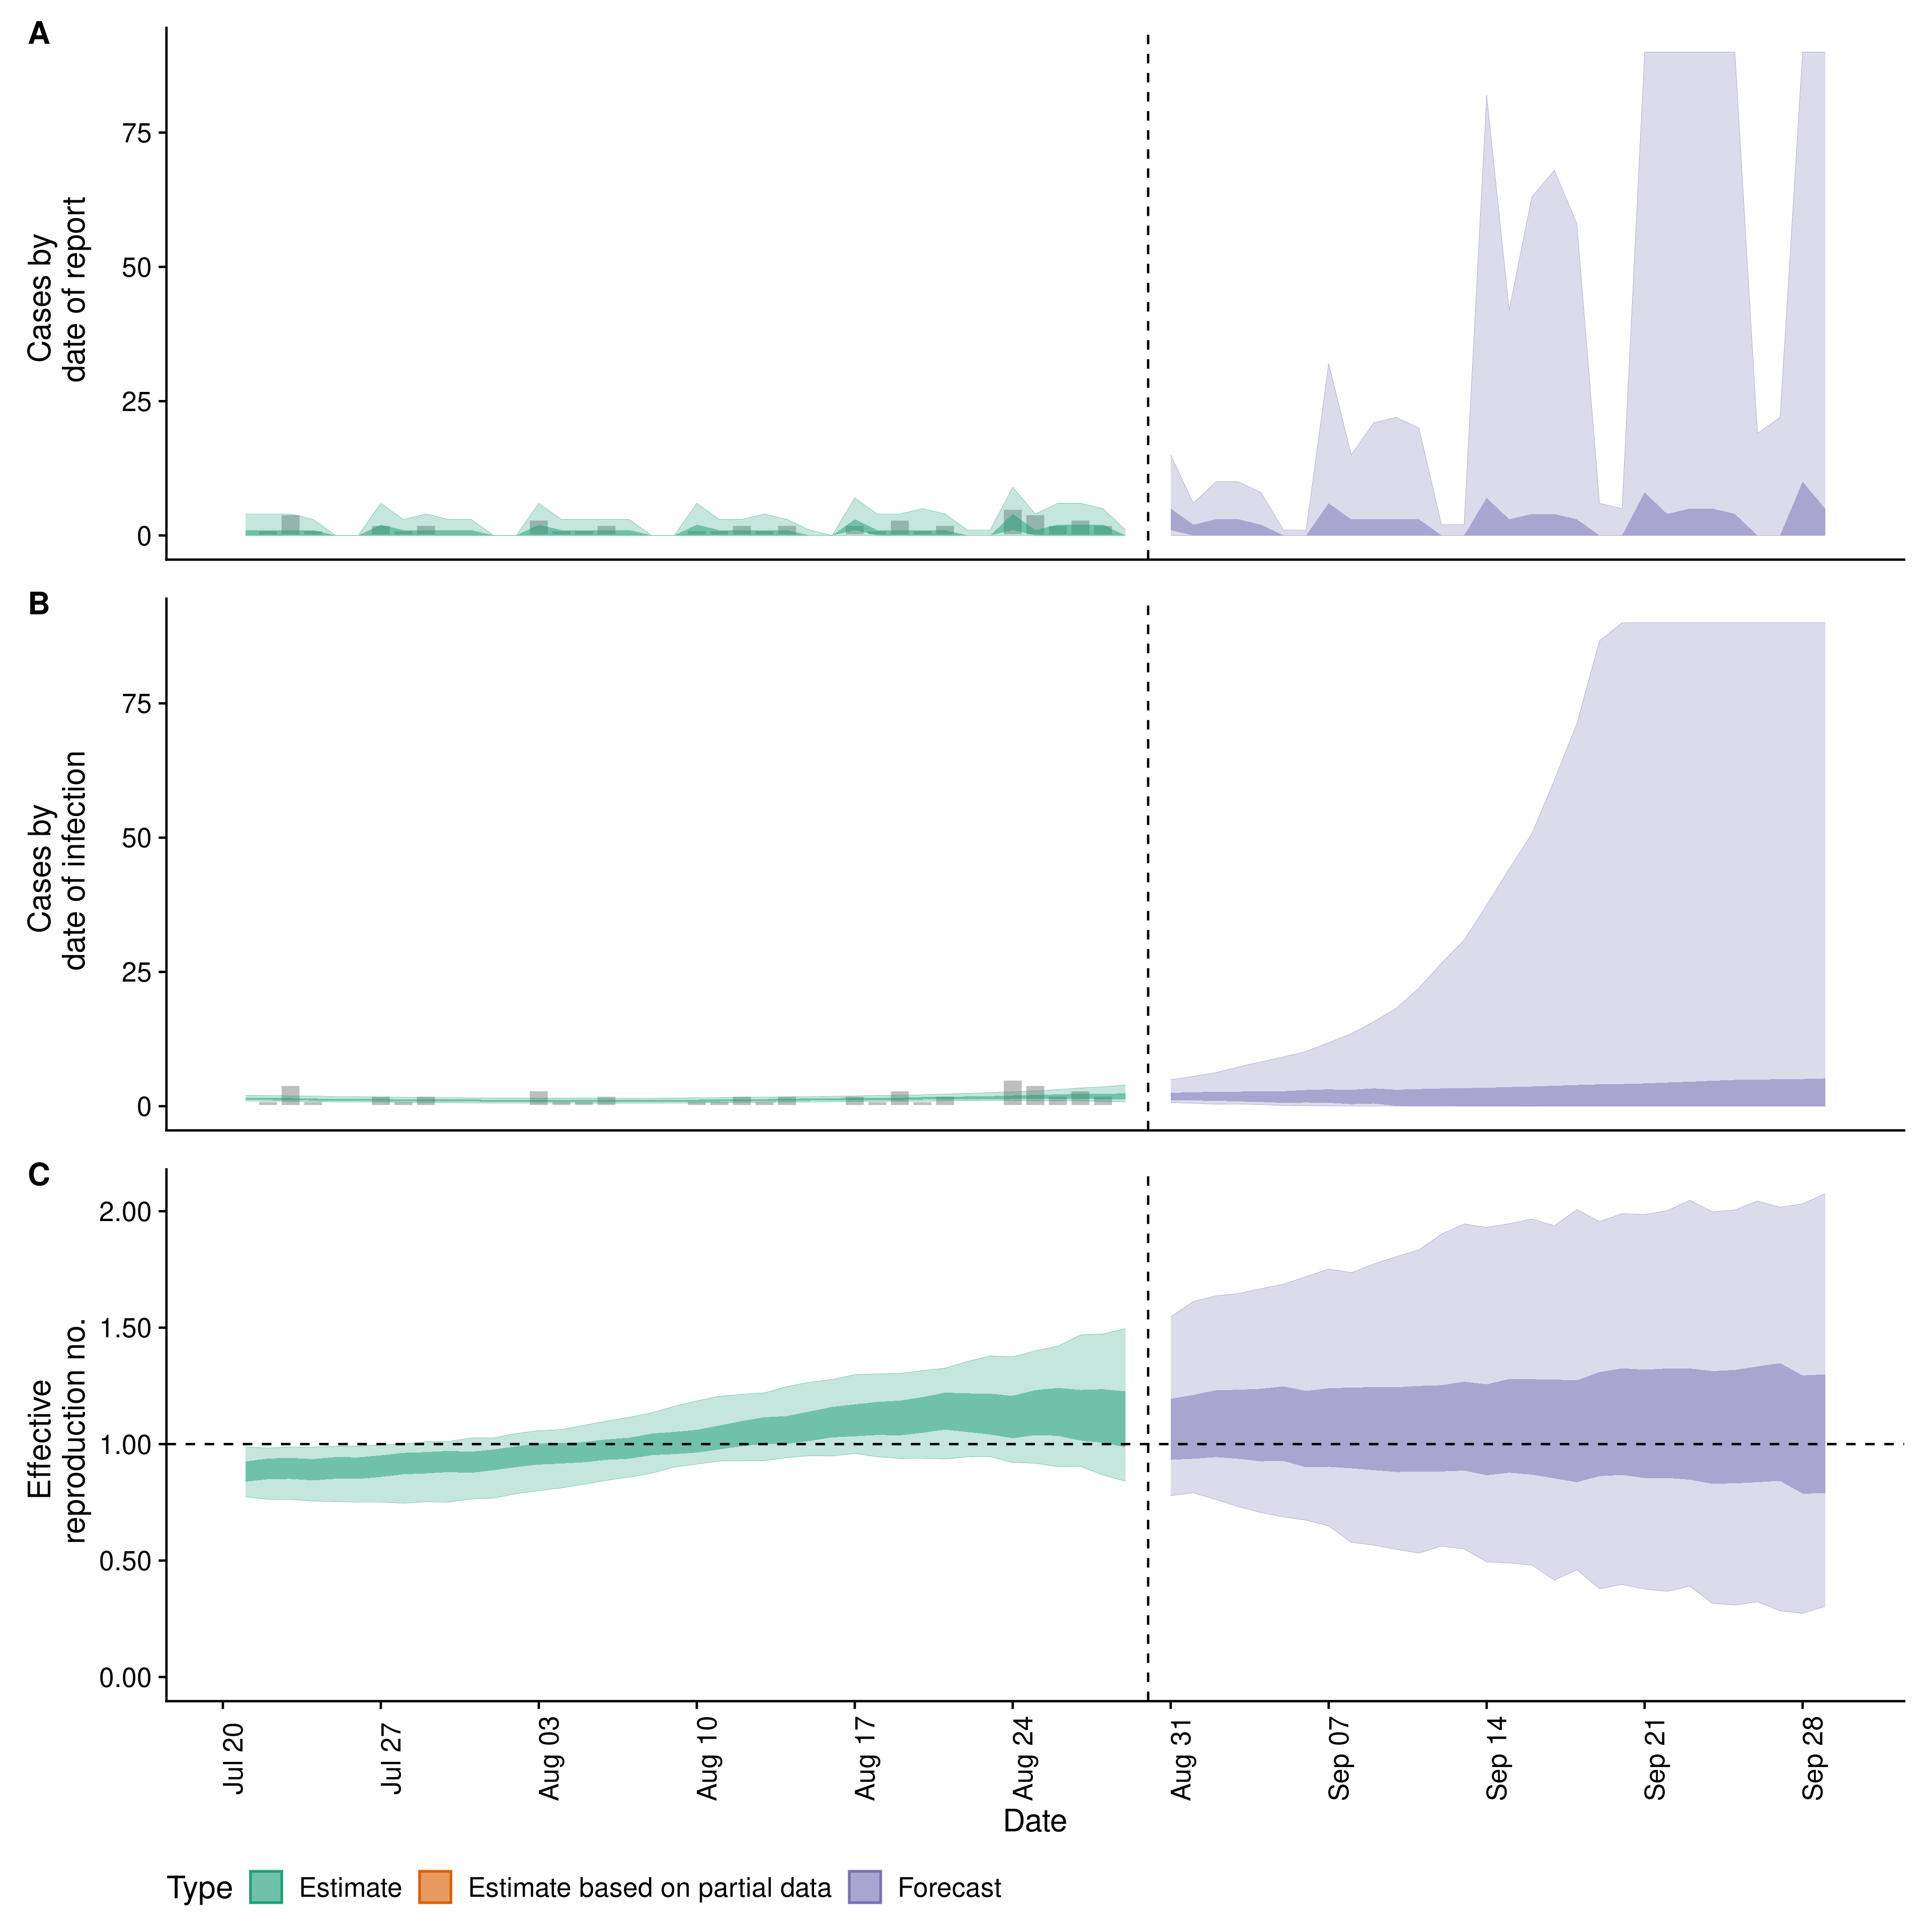 A
Cases by
date of report
75
50
25
0
B
Cases by
date of infection
75
50
25
0
C
Effective
reproduction no.
2.00
1.50
1.00
0.50
0.00
Jul 20
Jul 27
Aug 03
Aug 10
Aug 17
Aug 24
Aug 31
Sep 07
Sep 14
Sep 21
Sep 28
Date
Type Estimate Estimate based on partial data Forecast